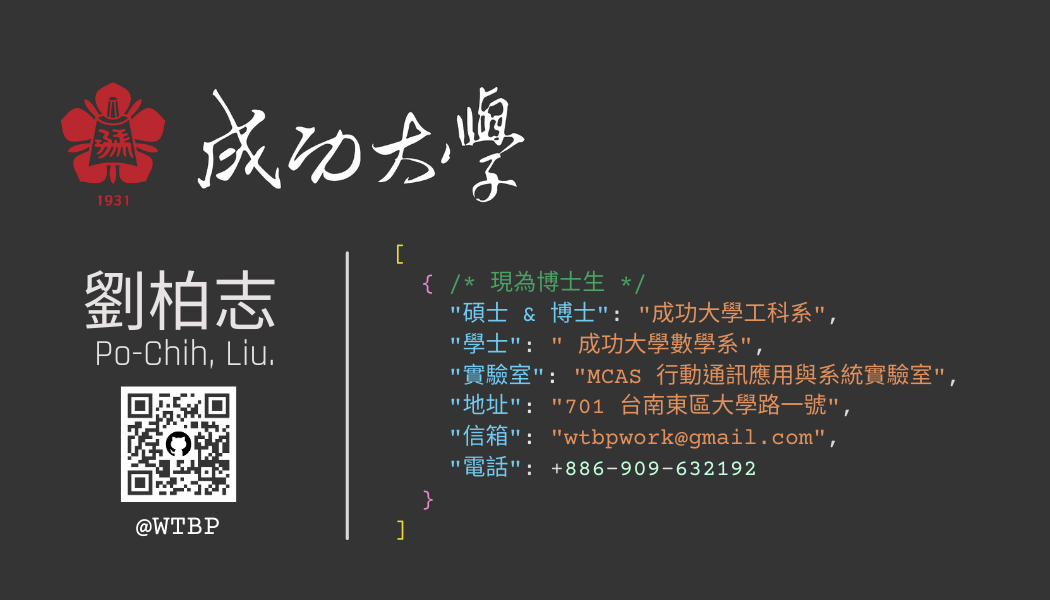 成功大學
1931
劉柏志
Po-Chih, Liu.
@WTBP
[
{ /* 現為博士生 */
"碩士 & 博士": "成功大學工科系",
"學士": " 成功大學數學系",
"實驗室": "MCAS 行動通訊應用與系統實驗室",
"地址": "701 台南東區大學路一號",
"信箱": "wtbpwork@gmail.com",
"電話": +886-909-632192
}
]